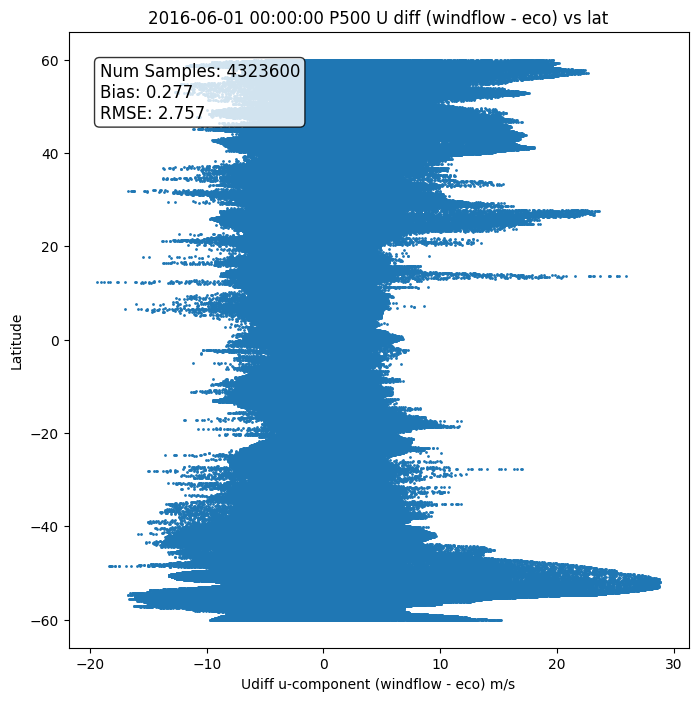 2016-06-01 00:00:00 P500 U diff (windflow - eco) vs lat
Num Samples: 4323600
Bias: 0.277
RMSE: 2.757
60
40
20
0
−20
−40
−60
Latitude
−20 −10 0 10 20 30
Udiff u-component (windflow - eco) m/s